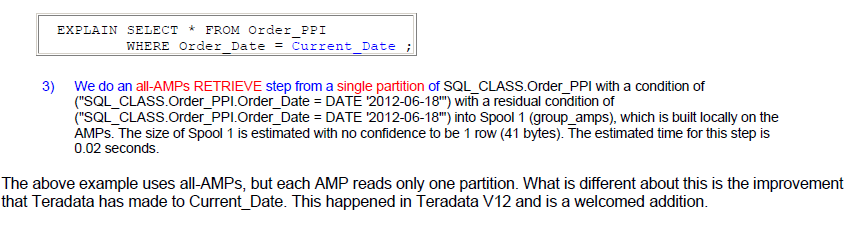 EXPLAIN SELECT * FROM Order_PPI
WHERE Order_Date = Current_Date ;
3) We do an all-AMPs RETRIEVE step from a single partition of SQL_CLASS.Order_PPI with a condition of
("SQL_CLASS.Order_PPI.Order_Date = DATE '2012-06-18'") with a residual condition of
("SQL_CLASS.Order_PPI.Order_Date = DATE '2012-06-18'") into Spool 1 (group_amps), which is built locally on the
AMPs. The size of Spool 1 is estimated with no confidence to be 1 row (41 bytes). The estimated time for this step is
0.02 seconds.
The above example uses all-AMPs, but each AMP reads only one partition. What is different about this is the improvement
that Teradata has made to Current_Date. This happened in Teradata V12 and is a welcomed addition.